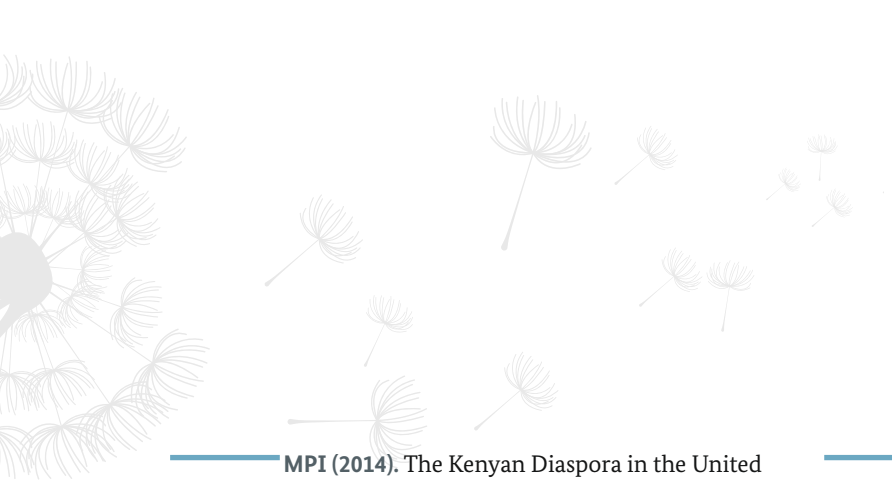 MPI (2014). The Kenyan Diaspora in the United